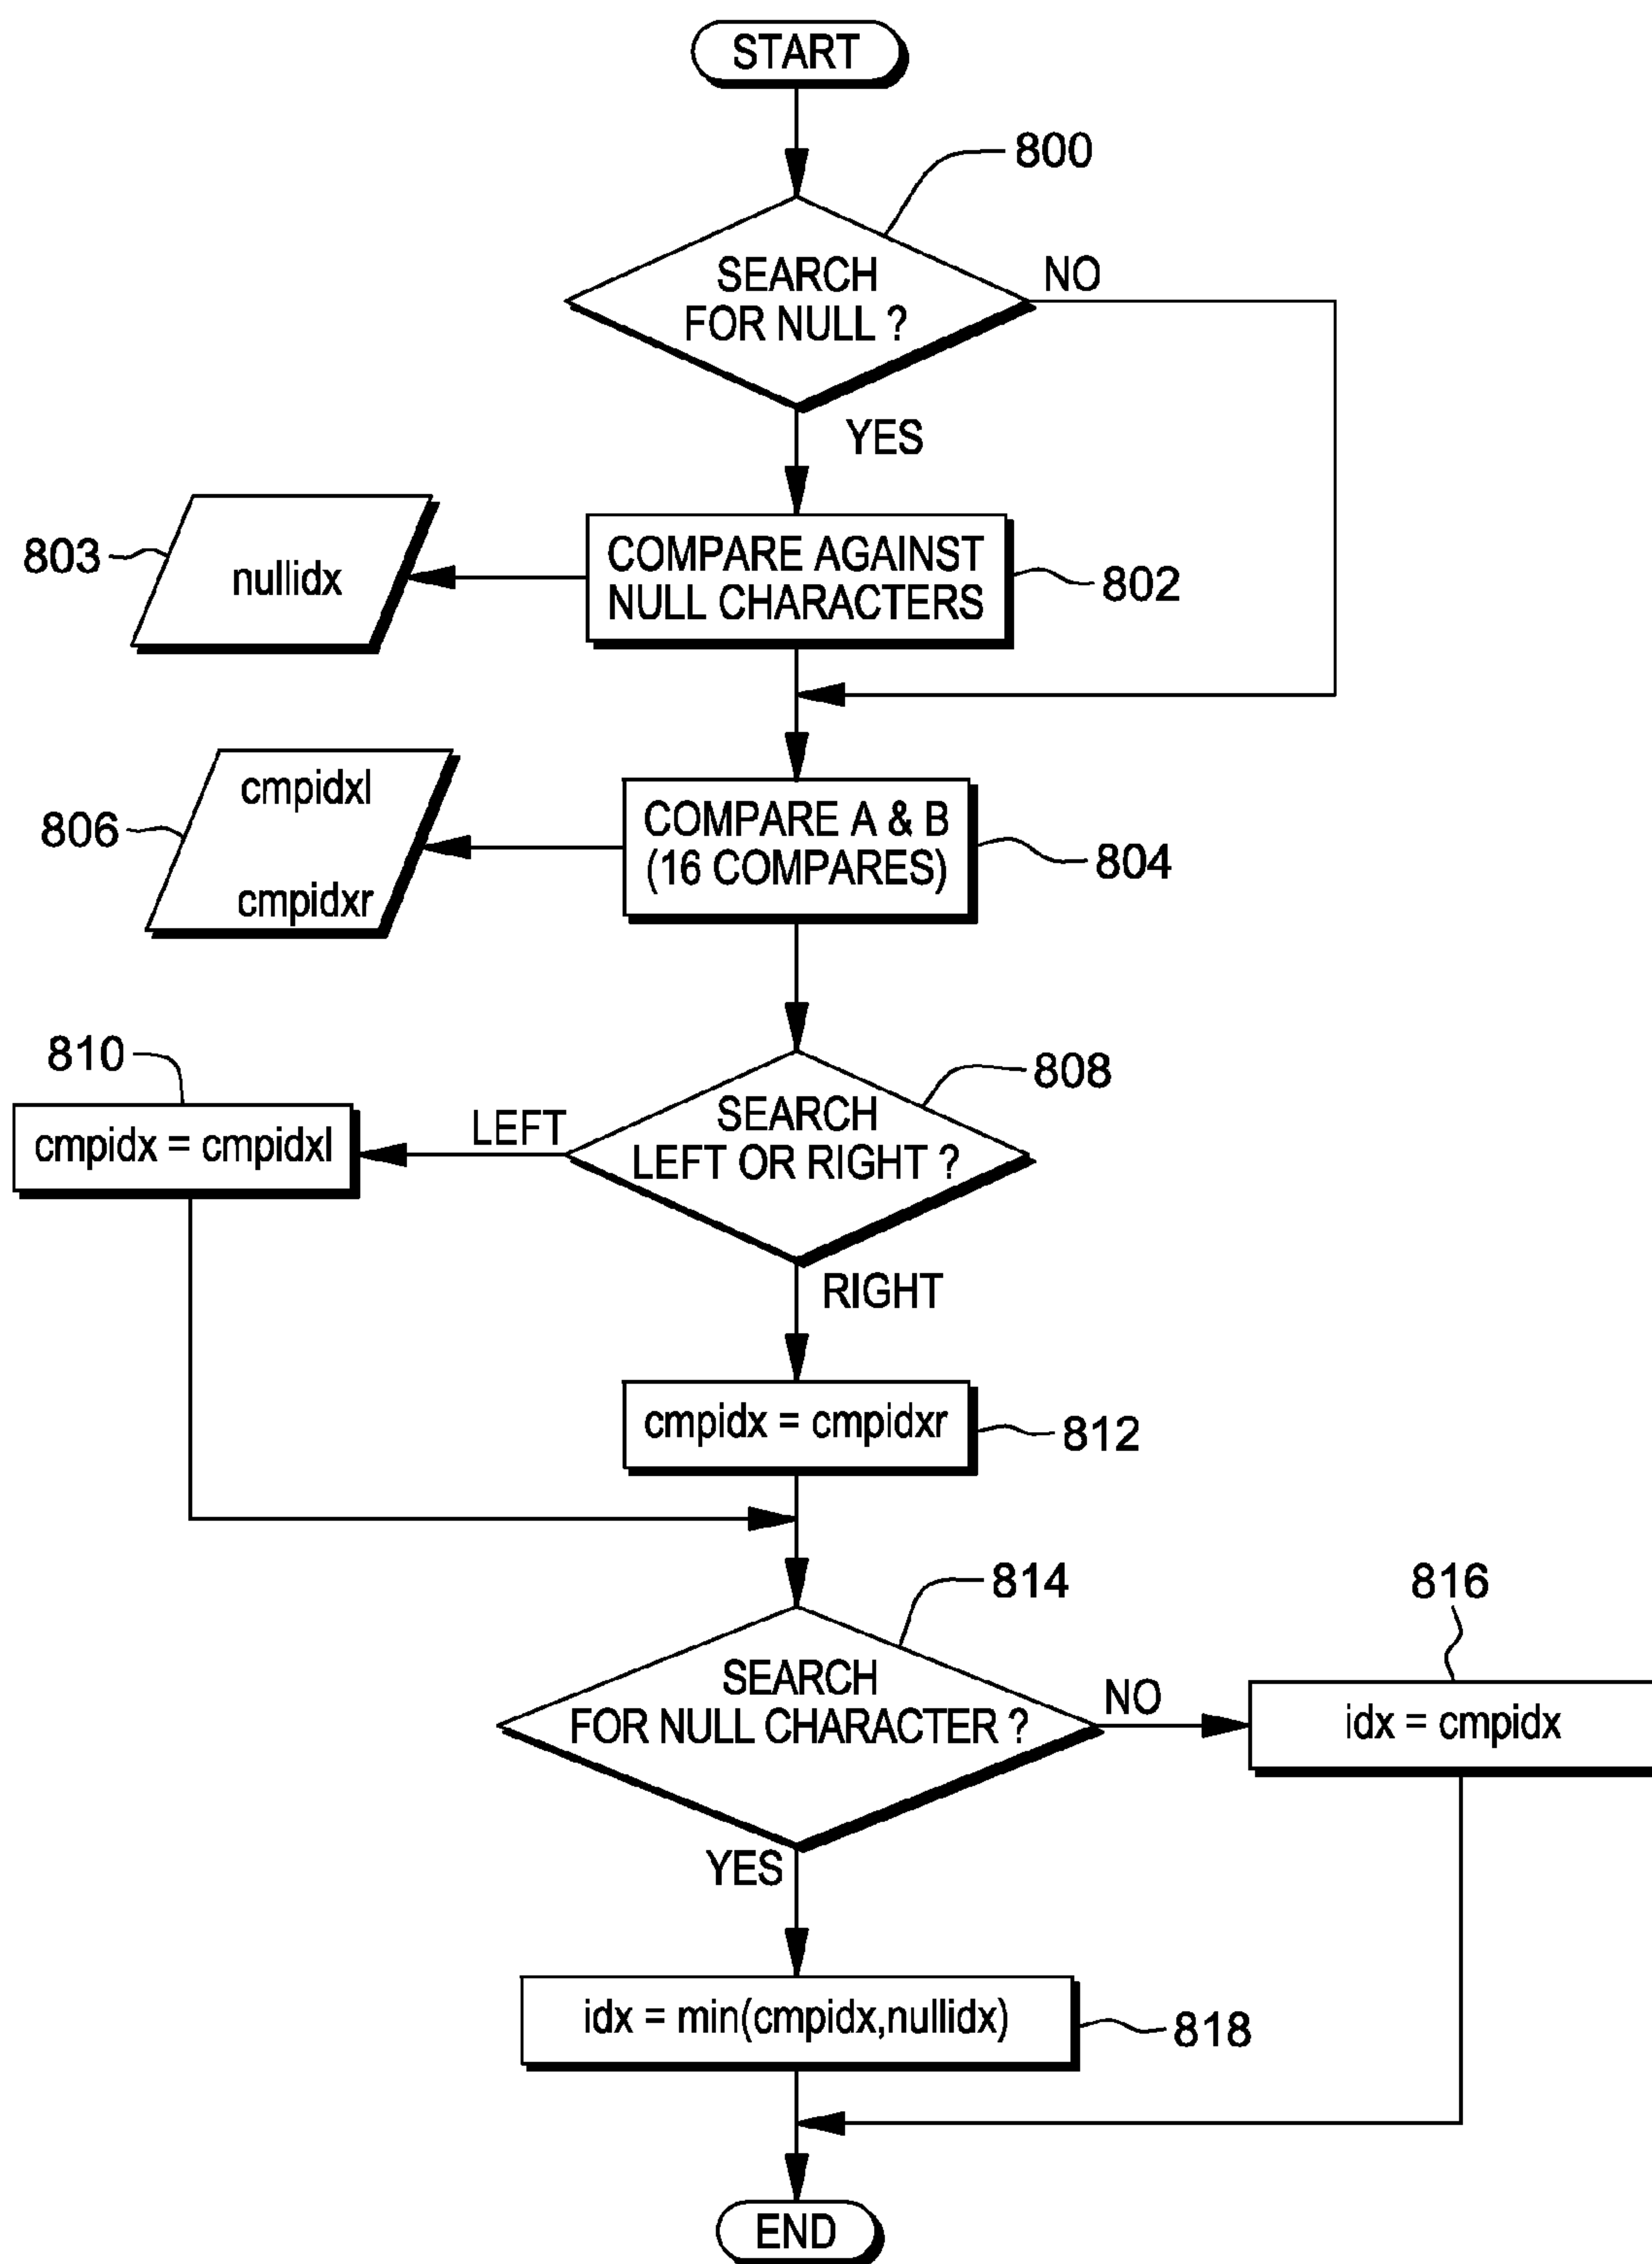 START
800
SEARCH
FOR NULL ?
NO
YES
803
nullidx
COMPARE AGAINST
NULL CHARACTERS
802
806
cmpidxl
cmpidxr
COMPARE A & B
(16 COMPARES)
804
810
808
cmpidx = cmpidxl
LEFT
SEARCH
LEFT OR RIGHT ?
RIGHT
cmpidx = cmpidxr
812
814
816
SEARCH
FOR NULL CHARACTER ?
NO
idx = cmpidx
YES
idx = min(cmpidx,nullidx)
818
END